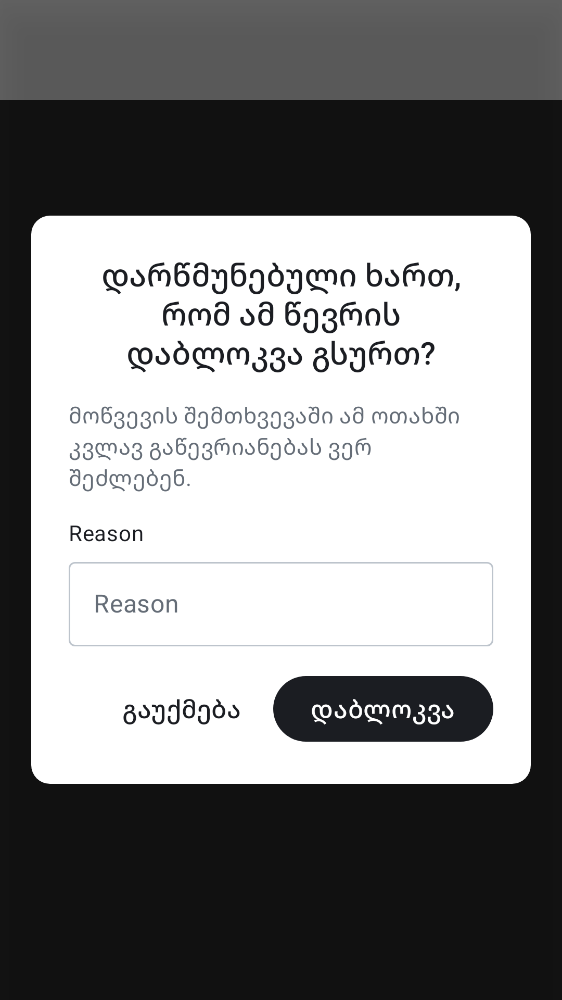 დარწმუნებული ხართ,
რომ ამ წევრის
დაბლოკვა გსურთ?
მოწვევის შემთხვევაში ამ ოთახში
კვლავ გაწევრიანებას ვერ
შეძლებენ.
Reason
Reason
გაუქმება
დაბლოკვა